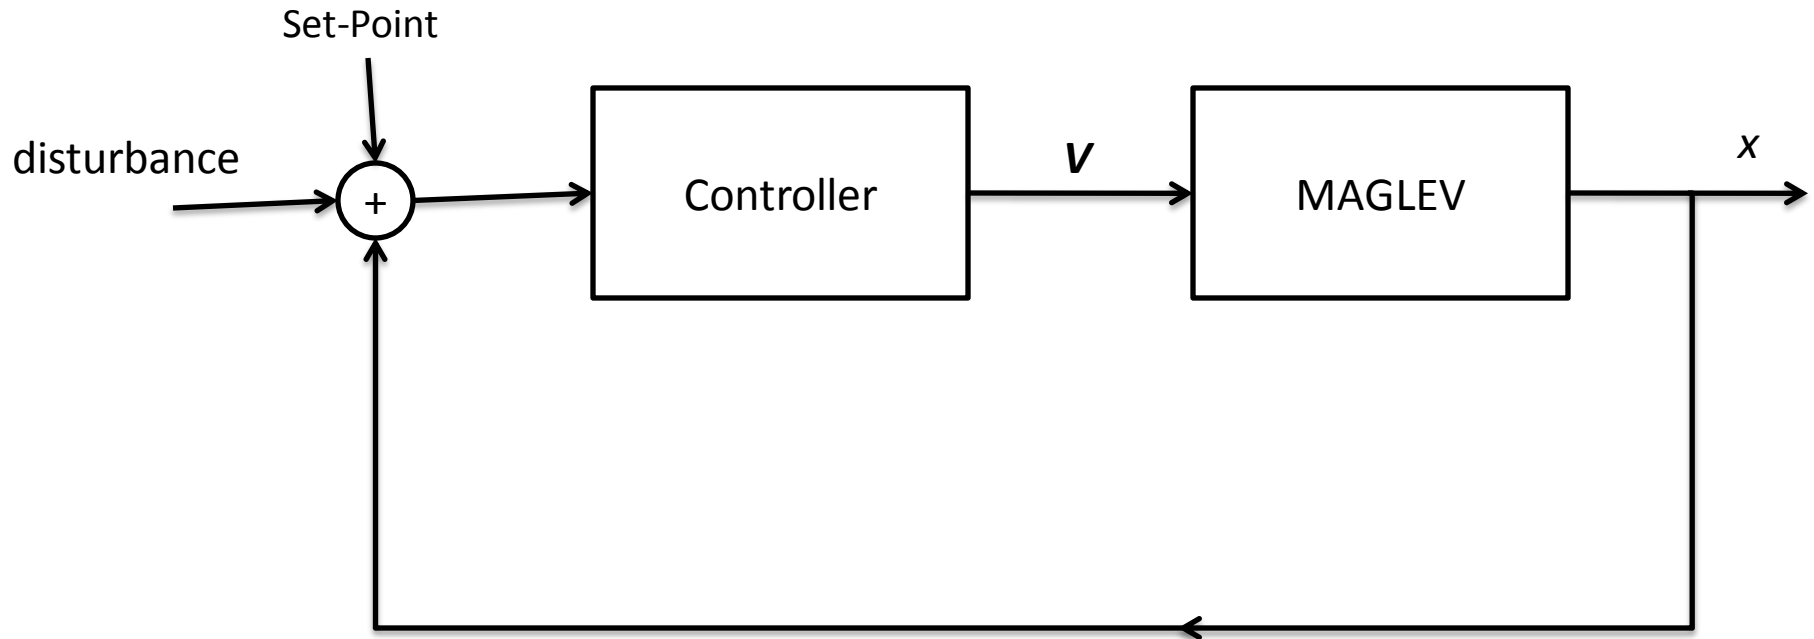 Set-Point
disturbance
+
Controller
V
MAGLEV
x